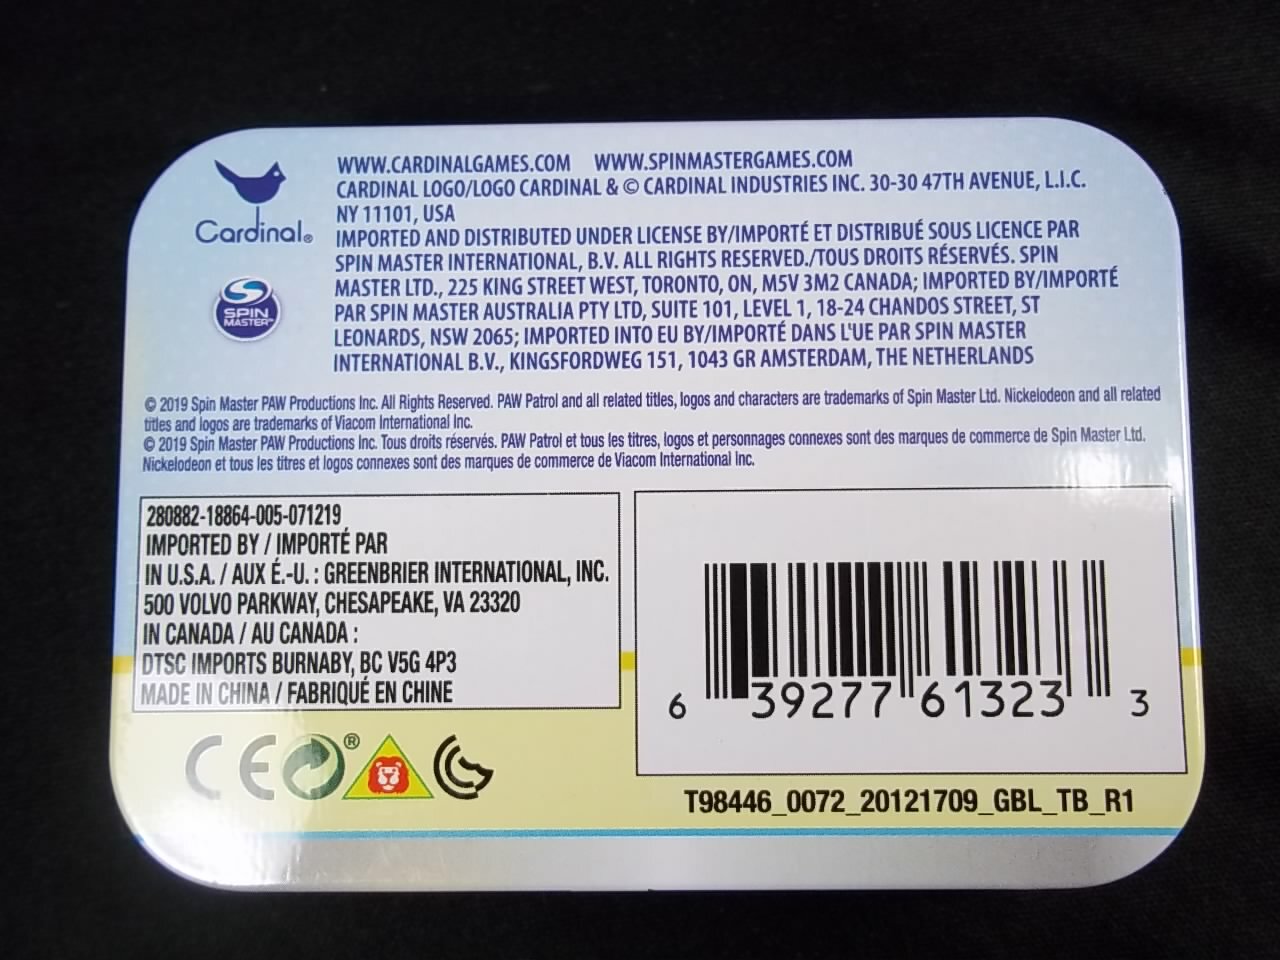 WWW.CARDINALGAMES.COM WWW.SPINMASTERGAMES.COM
CARDINAL LOGO/LOGO CARDINAL & © CARDINAL INDUSTRIES INC. 30-30 47TH AVENUE, L.I.C.
NY 11101, USA
Cardinal®
IMPORTED AND DISTRIBUTED UNDER LICENSE BY/IMPORTÉ ET DISTRIBUÉ SOUS LICENCE PAR
SPIN MASTER INTERNATIONAL, B.V. ALL RIGHTS RESERVED./TOUS DROITS RÉSERVÉS. SPIN
MASTER LTD., 225 KING STREET WEST, TORONTO, ON, M5V 3M2 CANADA; IMPORTED BY/IMPORTÉ
PAR SPIN MASTER AUSTRALIA PTY LTD, SUITE 101, LEVEL 1, 18-24 CHANDOS STREET, ST
LEONARDS, NSW 2065; IMPORTED INTO EU BY/IMPORTÉ DANS L'UE PAR SPIN MASTER
INTERNATIONAL B.V., KINGSFORDWEG 151, 1043 GR AMSTERDAM, THE NETHERLANDS
SPIN
MASTER™
© 2019 Spin Master PAW Productions Inc. All Rights Reserved. PAW Patrol and all related titles, logos and characters are trademarks of Spin Master Ltd. Nickelodeon and all related
titles and logos are trademarks of Viacom International Inc.
© 2019 Spin Master PAW Productions Inc. Tous droits réservés. PAW Patrol et tous les titres, logos et personnages connexes sont des marques de commerce de Spin Master Ltd.
Nickelodeon et tous les titres et logos connexes sont des marques de commerce de Viacom International Inc.
280882-18864-005-071219
IMPORTED BY / IMPORTÉ PAR
IN U.S.A. / AUX É.-U. : GREENBRIER INTERNATIONAL, INC.
500 VOLVO PARKWAY, CHESAPEAKE, VA 23320
IN CANADA / AU CANADA :
DTSC IMPORTS BURNABY, BC V5G 4P3
MADE IN CHINA / FABRIQUÉ EN CHINE
6 39277 61323 3
CE ®
T98446_0072_20121709_GBL_TB_R1